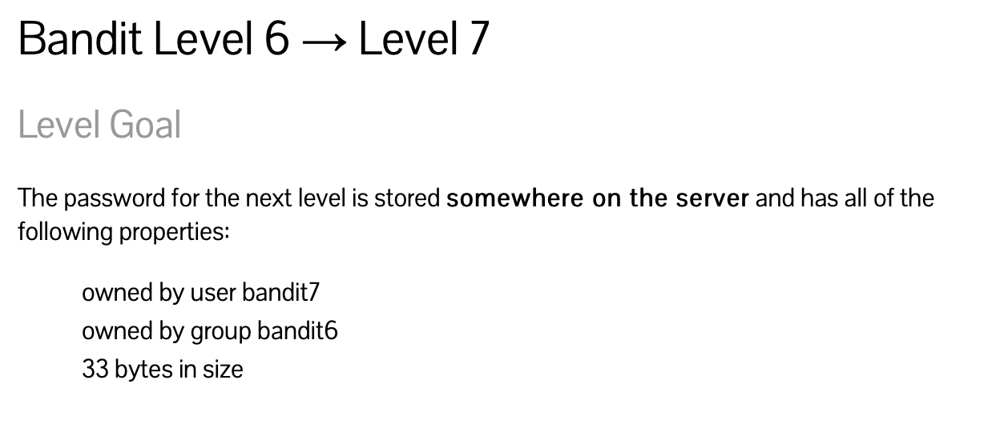 Bandit Level 6 → Level 7
Level Goal
The password for the next level is stored somewhere on the server and has all of the
following properties:
owned by user bandit7
owned by group bandit6
33 bytes in size